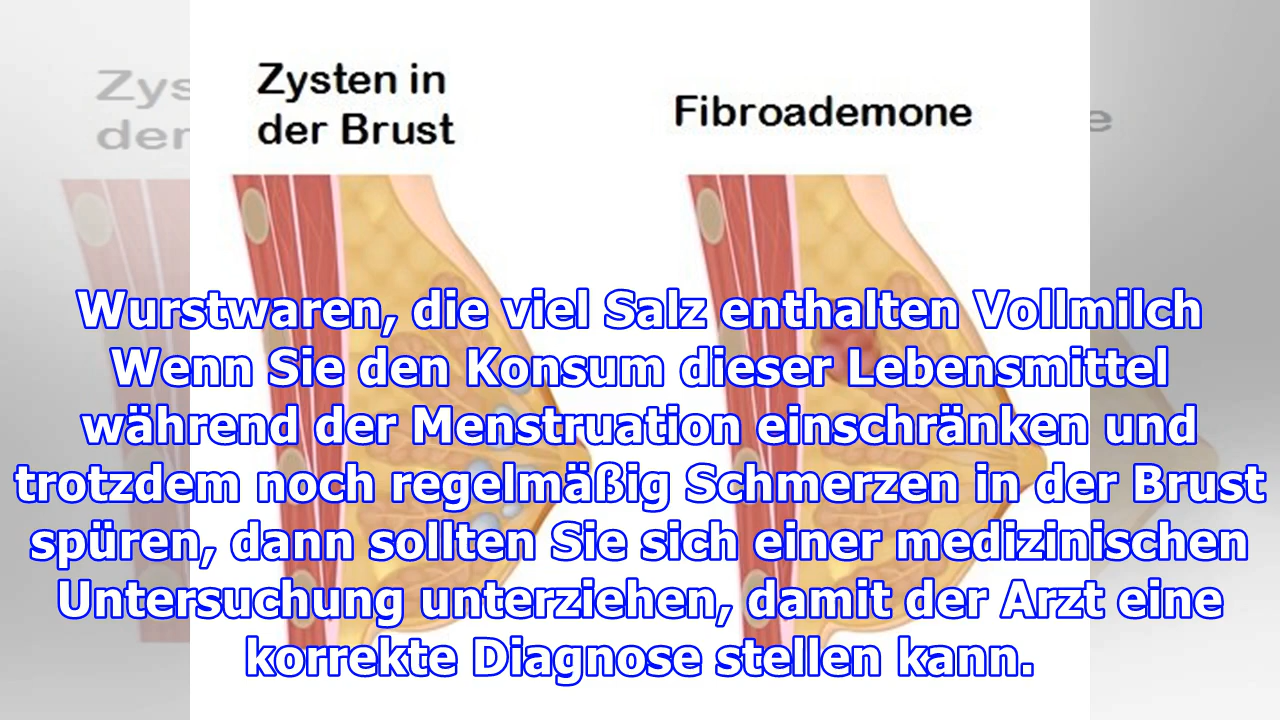 Zysten in
der Brust
Fibroademone
Zys
der
e
Wurstwaren, die viel Salz enthalten Vollmilch
Wenn Sie den Konsum dieser Lebensmittel
während der Menstruation einschränken und
trotzdem noch regelmäßig Schmerzen in der Brust
spüren, dann sollten Sie sich einer medizinischen
Untersuchung unterziehen, damit der Arzt eine
korrekte Diagnose stellen kann.